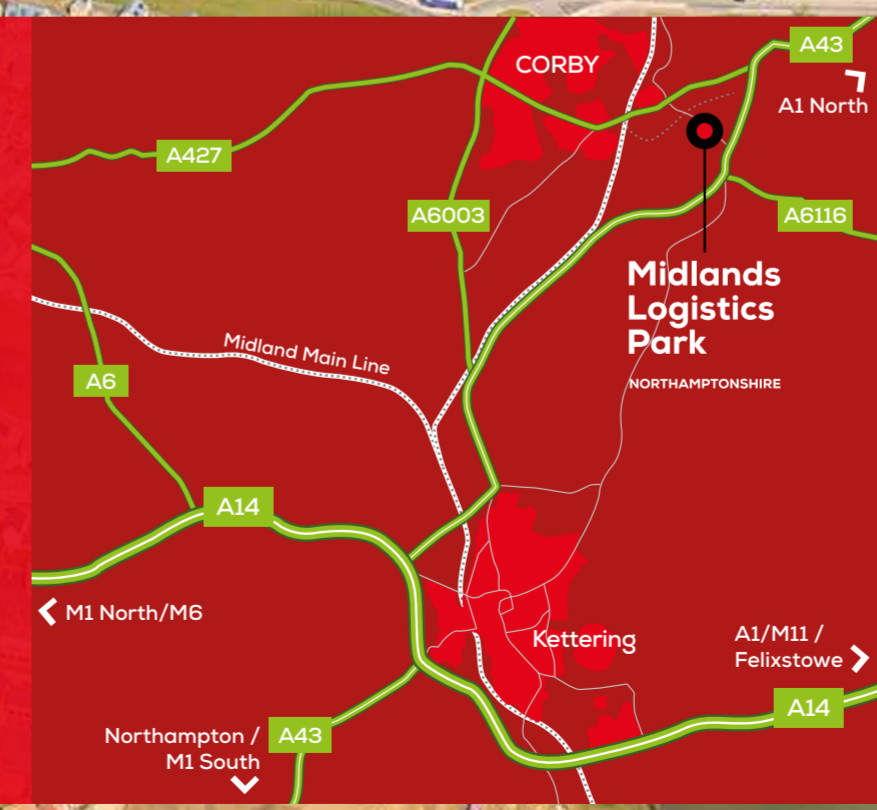 CORBY
A43
A1 North
A427
A6003
A6116
Midlands
Logistics
Park
NORTHAMPTONSHIRE
Midland Main Line
A6
A14
M1 North/M6
Kettering
A1/M11 /
Felixstowe
A14
Northampton /
M1 South
A43